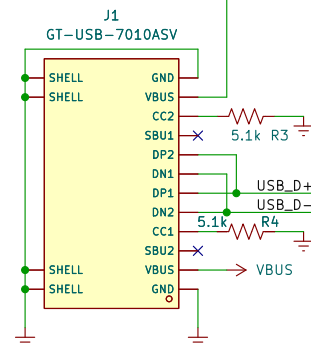 J1
GT-USB-7010ASV
SHELL GND
SHELL VBUS
CC2
5.1k R3
SBU1
DP2
DN1
DP1 USB_D+
DN2 USB_D-
5.1k R4
CC1
SBU2
SHELL VBUS VBUS
SHELL GND